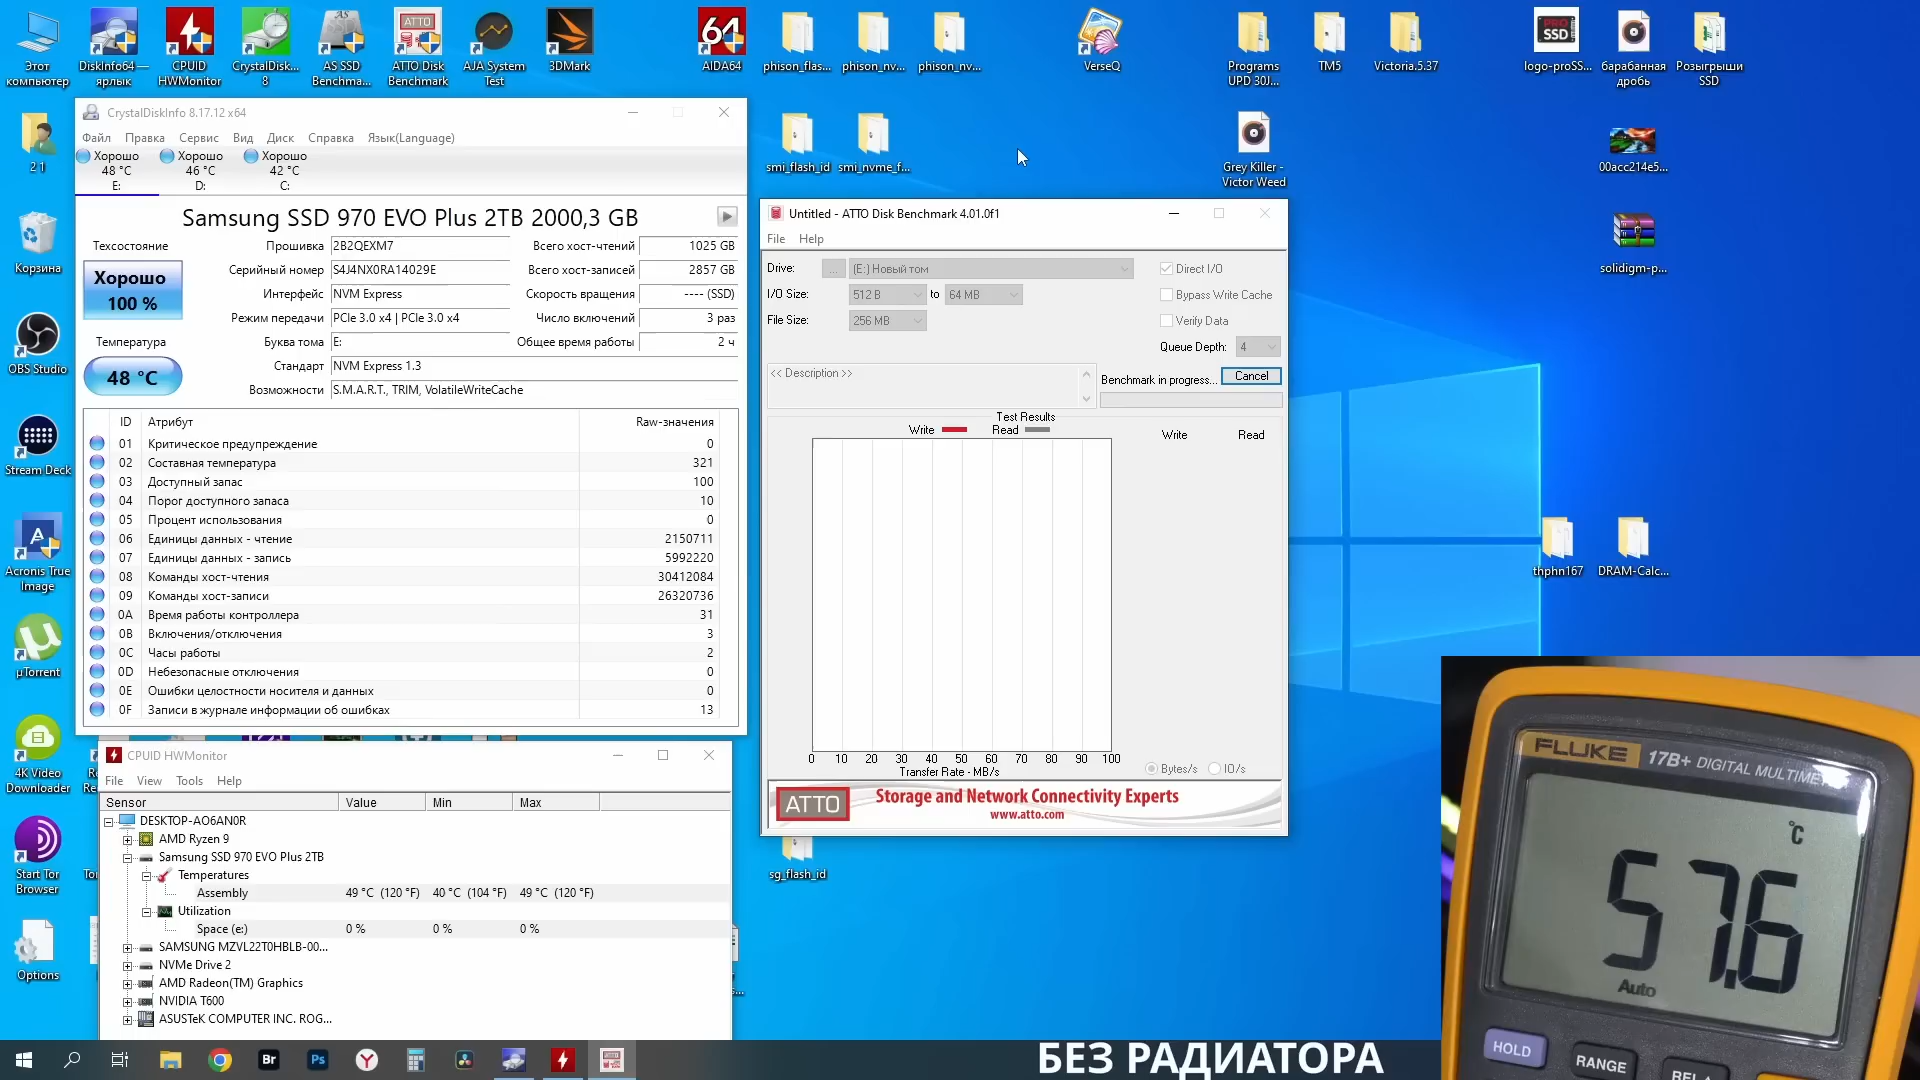 Этот
компьютер
DiskInfo64 —
ярлык
CPUID
HWMonitor
CrystalDisk...
8
AS SSD
Benchma...
ATTO Disk
Benchmark
AJA System
Test
3DMark
AIDA64
phison_flas...
phison_nv...
phison_nv...
VerseQ
Programs
UPD 30J...
TM5
Victoria.5.37
logo-proSS...
барабанная
дробь
Розыгрыши
SSD
2 1
Корзина
OBS Studio
Stream Deck
Acronis True
Image
µTorrent
4K Video
Downloader
Start Tor
Browser
Options
smi_flash_id
smi_nvme_f...
Grey Killer -
Victor Weed
00acc214e5...
solidigm-p...
thphn167
DRAM-Calc...
sg_flash_id
CrystalDiskInfo 8.17.12 x64
Файл Правка Сервис Вид Диск Справка Язык(Language)
Хорошо Хорошо Хорошо
48 °C 46 °C 42 °C
E: D: C:
Samsung SSD 970 EVO Plus 2TB 2000,3 GB
Техсостояние
Хорошо
100 %
Температура
48 °C
Прошивка 2B2QEXM7
Серийный номер S4J4NX0RA14029E
Интерфейс NVM Express
Режим передачи PCIe 3.0 x4 | PCIe 3.0 x4
Буква тома E:
Стандарт NVM Express 1.3
Возможности S.M.A.R.T., TRIM, VolatileWriteCache
Всего хост-чтений 1025 GB
Всего хост-записей 2857 GB
Скорость вращения ---- (SSD)
Число включений 3 раз
Общее время работы 2 ч
ID Атрибут Raw-значения
01 Критическое предупреждение 0
02 Составная температура 321
03 Доступный запас 100
04 Порог доступного запаса 10
05 Процент использования 0
06 Единицы данных - чтение 2150711
07 Единицы данных - запись 5992220
08 Команды хост-чтения 30412084
09 Команды хост-записи 26320736
0A Время работы контроллера 31
0B Включения/отключения 3
0C Часы работы 2
0D Небезопасные отключения 0
0E Ошибки целостности носителя и данных 0
0F Записи в журнале информации об ошибках 13
Untitled - ATTO Disk Benchmark 4.01.0f1
File Help
Drive: ... (E:) Новый том
I/O Size: 512 B to 64 MB
File Size: 256 MB
Direct I/O
Bypass Write Cache
Verify Data
Queue Depth: 4
<< Description >>
Benchmark in progress... Cancel
Test Results
Write Read
Write Read
0 10 20 30 40 50 60 70 80 90 100
Transfer Rate - MB/s
Bytes/s IO/s
ATTO
Storage and Network Connectivity Experts
www.atto.com
CPUID HWMonitor
File View Tools Help
Sensor Value Min Max
DESKTOP-AO6AN0R
AMD Ryzen 9
Samsung SSD 970 EVO Plus 2TB
Temperatures
Assembly 49 °C (120 °F) 40 °C (104 °F) 49 °C (120 °F)
Utilization
Space (e:) 0 % 0 % 0 %
SAMSUNG MZVL22T0HBLB-00...
NVMe Drive 2
AMD Radeon(TM) Graphics
NVIDIA T600
ASUSTeK COMPUTER INC. ROG...
FLUKE 17B+ DIGITAL MULTIMET
°C
57.6
Auto
HOLD
RANGE
REL
БЕЗ РАДИАТОРА
Br
Ps